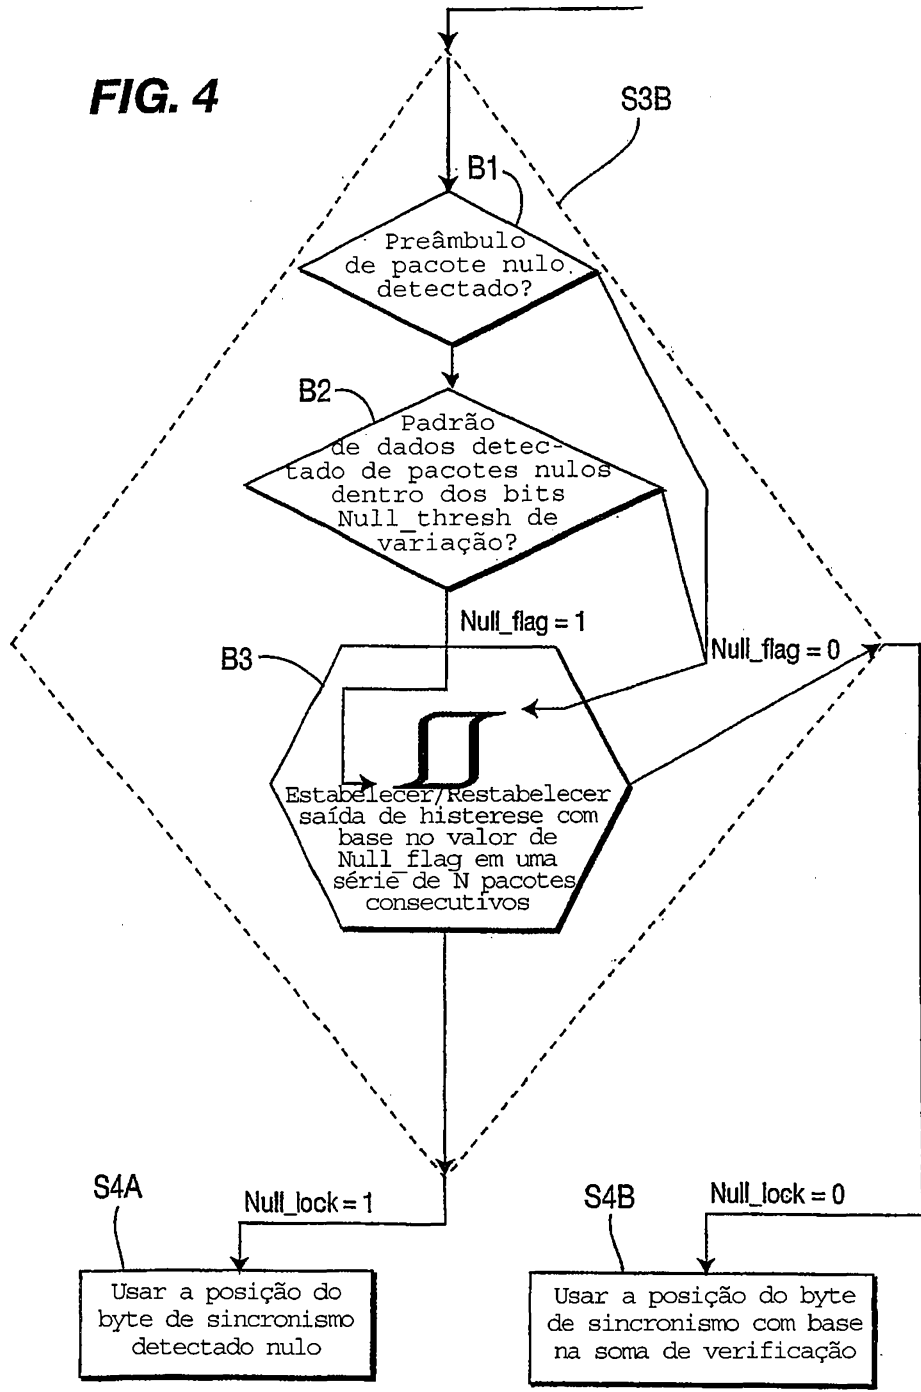 FIG. 4
S3B
B1
Preâmbulo
de pacote nulo
detectado?
B2
Padrão
de dados detec-
tado de pacotes nulos
dentro dos bits
Null_thresh de
variação?
Null_flag = 1
Null_flag = 0
B3
Estabelecer/Restabelecer
saída de histerese com
base no valor de
Null_flag em uma
série de N pacotes
consecutivos
S4A
Null_lock = 1
Usar a posição do
byte de sincronismo
detectado nulo
S4B
Null_lock = 0
Usar a posição do byte
de sincronismo com base
na soma de verificação